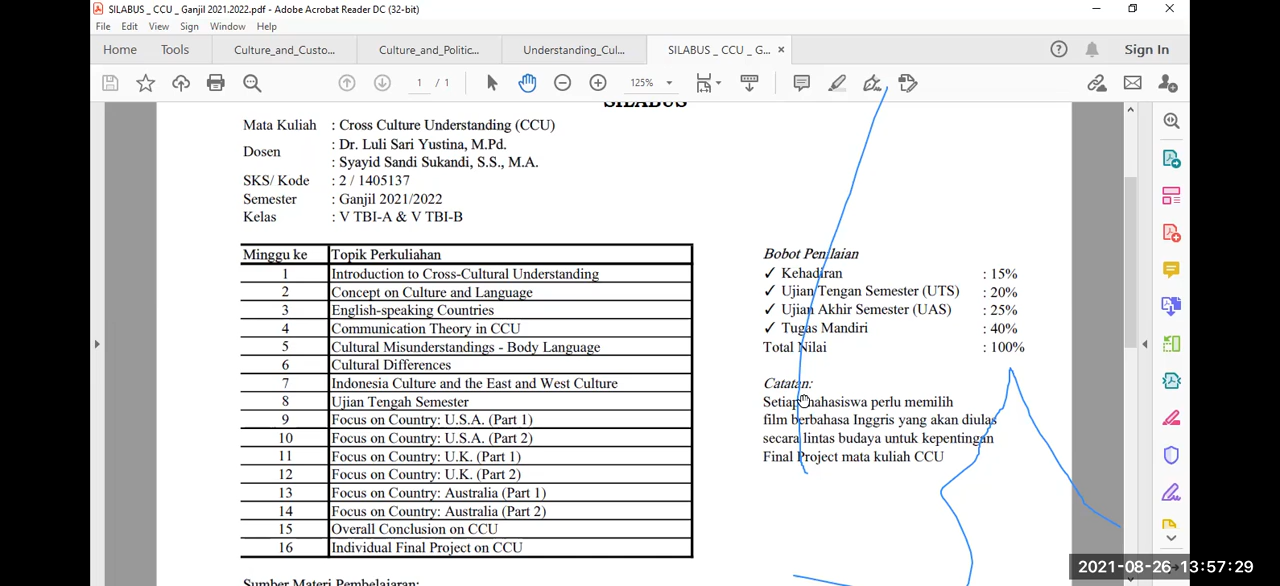 SILABUS _ CCU _ Ganjil 2021.2022.pdf - Adobe Acrobat Reader DC (32-bit)
File Edit View Sign Window Help
Home Tools Culture_and_Custo... Culture_and_Politic... Understanding_Cul... SILABUS _ CCU _ G... × Sign In
1 / 1 125%
SILABUS
Mata Kuliah : Cross Culture Understanding (CCU)
Dosen : Dr. Luli Sari Yustina, M.Pd.
: Syayid Sandi Sukandi, S.S., M.A.
SKS/ Kode : 2 / 1405137
Semester : Ganjil 2021/2022
Kelas : V TBI-A & V TBI-B
Minggu ke Topik Perkuliahan
1 Introduction to Cross-Cultural Understanding
2 Concept on Culture and Language
3 English-speaking Countries
4 Communication Theory in CCU
5 Cultural Misunderstandings - Body Language
6 Cultural Differences
7 Indonesia Culture and the East and West Culture
8 Ujian Tengah Semester
9 Focus on Country: U.S.A. (Part 1)
10 Focus on Country: U.S.A. (Part 2)
11 Focus on Country: U.K. (Part 1)
12 Focus on Country: U.K. (Part 2)
13 Focus on Country: Australia (Part 1)
14 Focus on Country: Australia (Part 2)
15 Overall Conclusion on CCU
16 Individual Final Project on CCU
Bobot Penilaian
✓ Kehadiran : 15%
✓ Ujian Tengan Semester (UTS) : 20%
✓ Ujian Akhir Semester (UAS) : 25%
✓ Tugas Mandiri : 40%
Total Nilai : 100%
Catatan:
Setiap mahasiswa perlu memilih
film berbahasa Inggris yang akan diulas
secara lintas budaya untuk kepentingan
Final Project mata kuliah CCU
Sumber Materi Pembelajaran:
2021-08-26 13:57:29